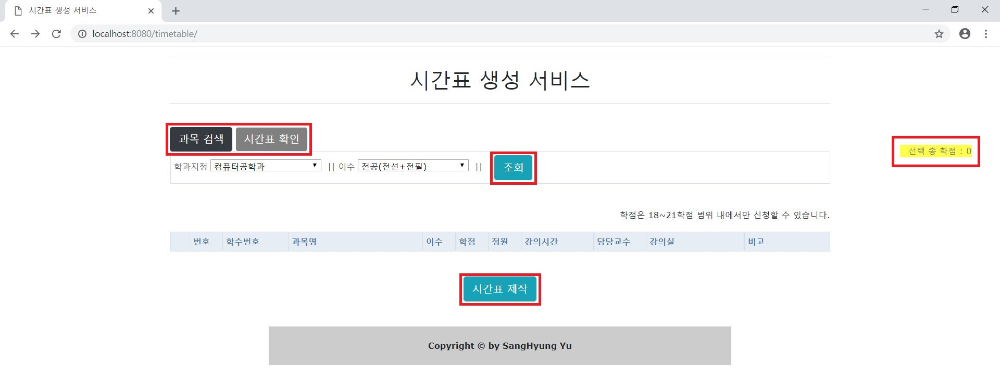 시간표 생성 서비스
localhost:8080/timetable/
시간표 생성 서비스
과목 검색 시간표 확인
선택 총 학점 : 0
학과지정 컴퓨터공학과 || 이수 전공(전선+전필) || 조회
학점은 18~21학점 범위 내에서만 신청할 수 있습니다.
번호 학수번호 과목명 이수 학점 정원 강의시간 담당교수 강의실 비고
시간표 제작
Copyright © by SangHyung Yu